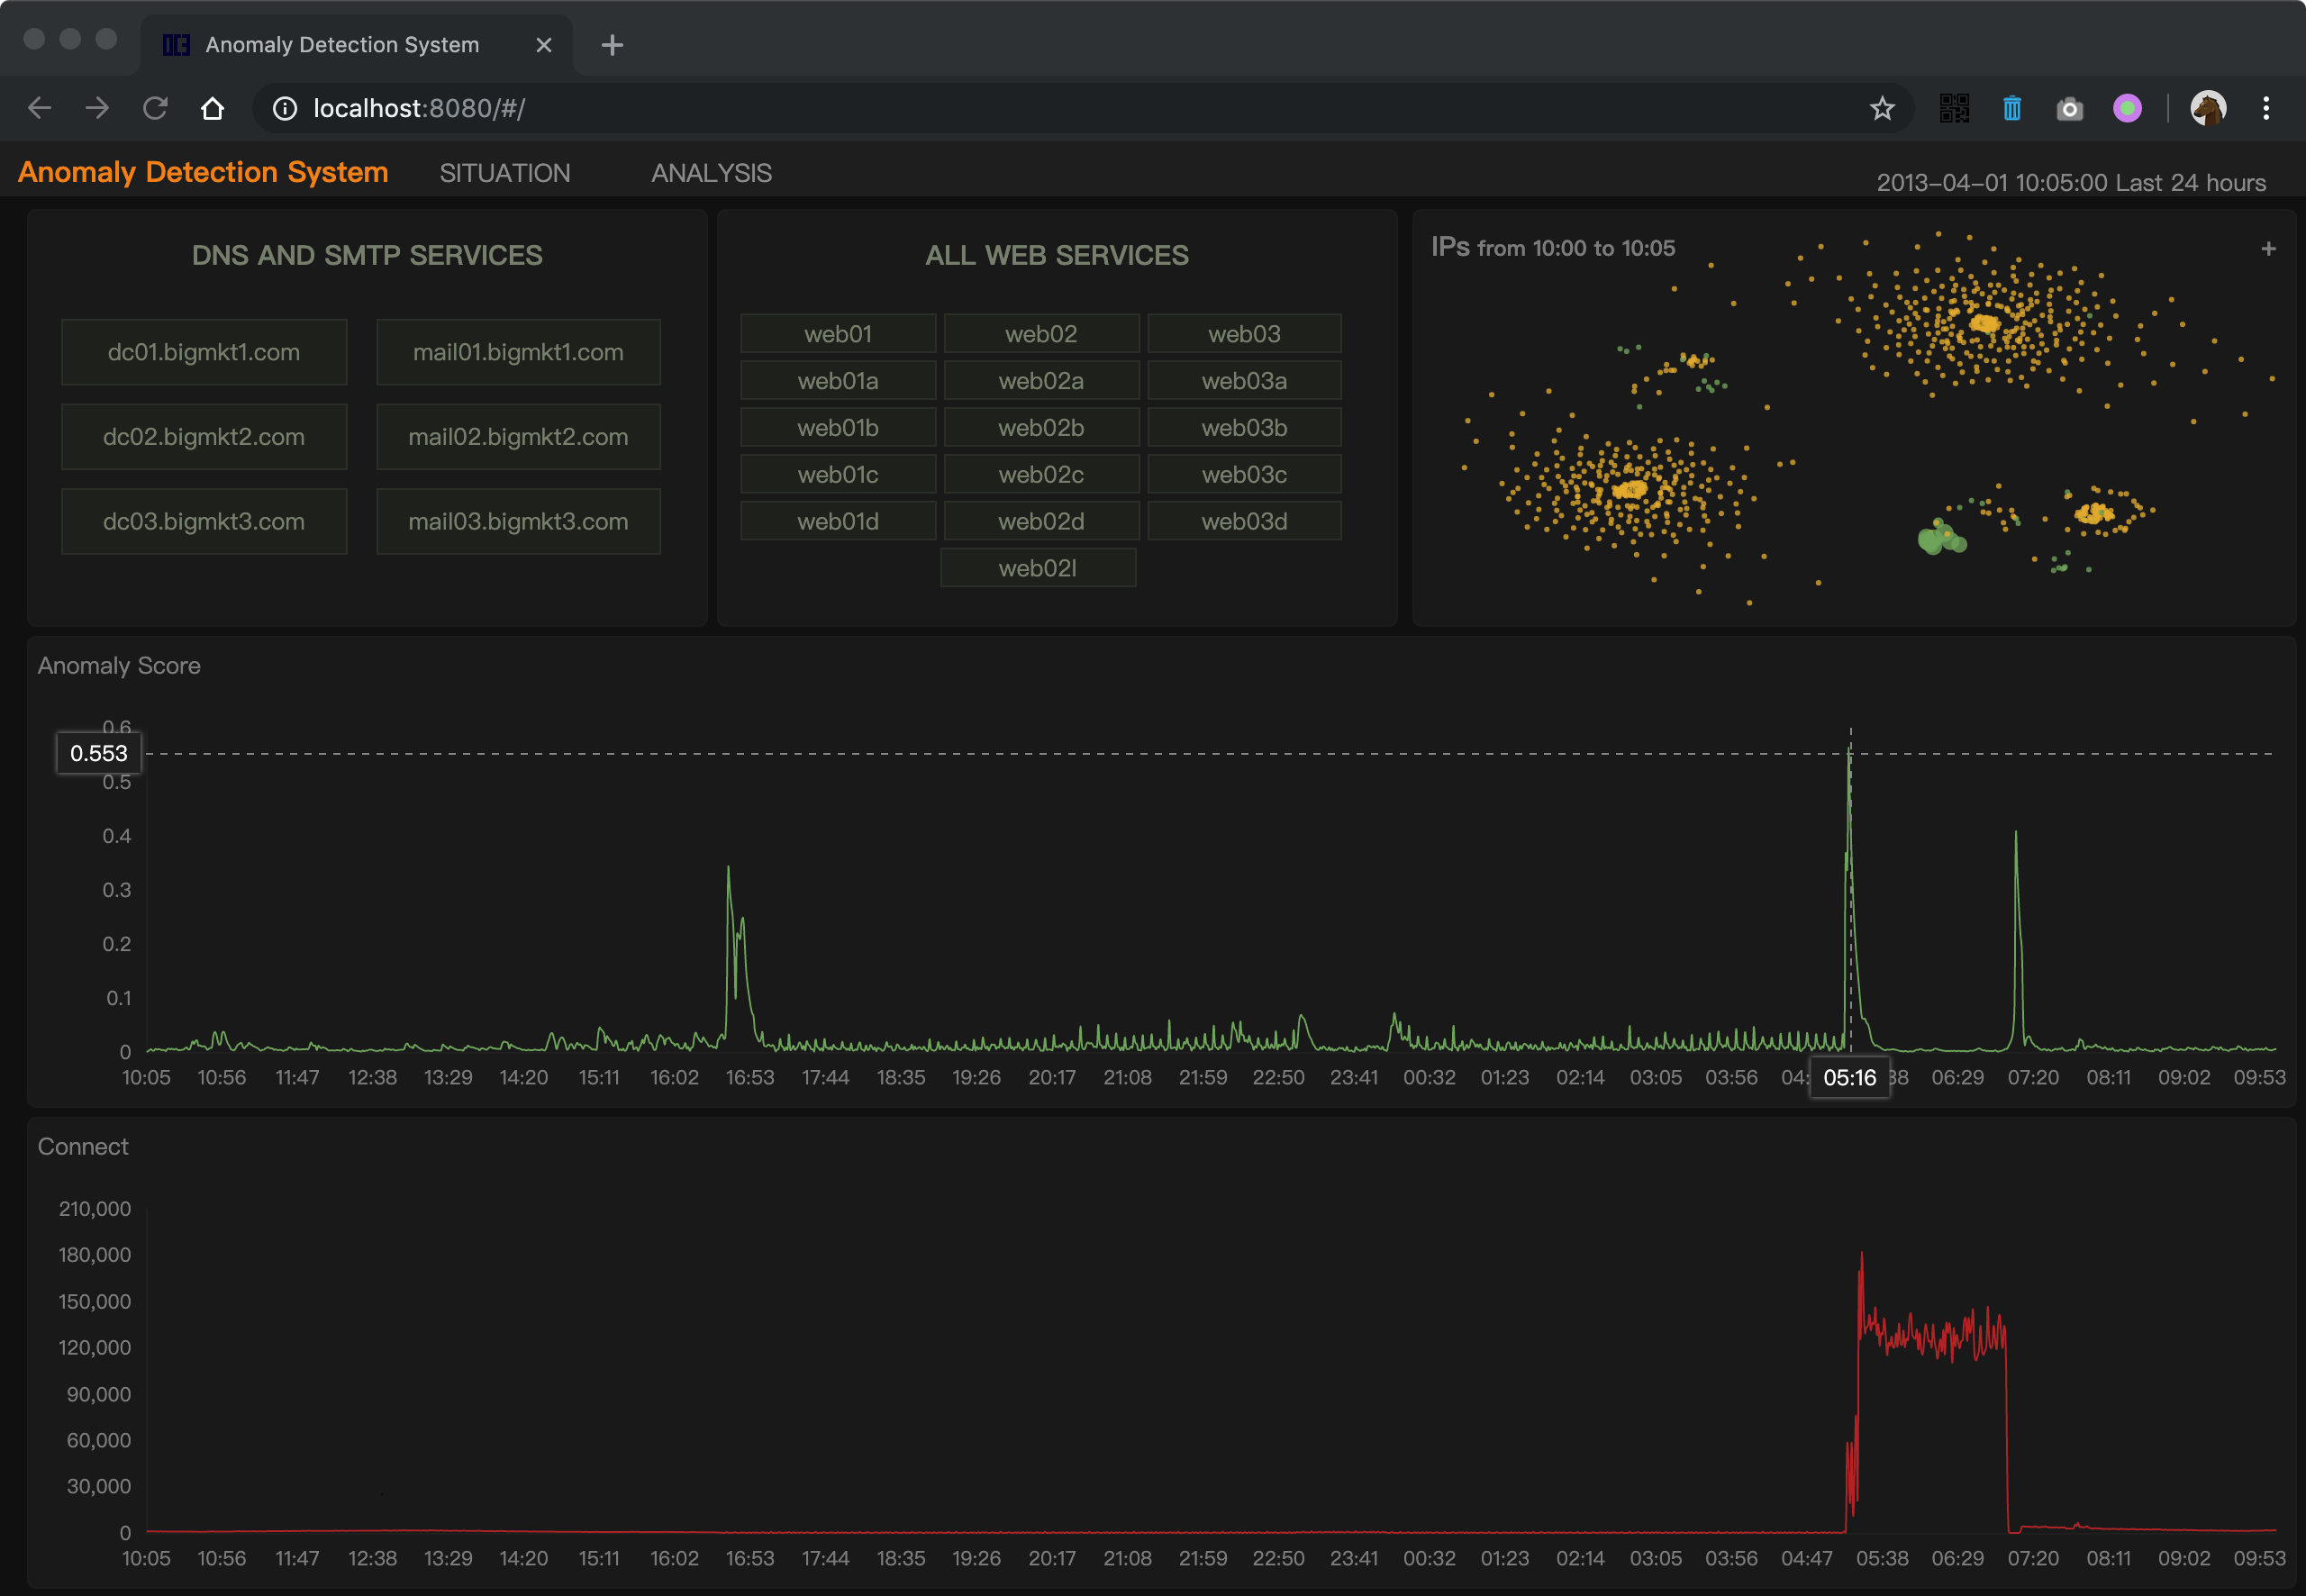 Anomaly Detection System
localhost:8080/#/
Anomaly Detection System SITUATION ANALYSIS
2013-04-01 10:05:00 Last 24 hours
DNS AND SMTP SERVICES
dc01.bigmkt1.com mail01.bigmkt1.com
dc02.bigmkt2.com mail02.bigmkt2.com
dc03.bigmkt3.com mail03.bigmkt3.com
ALL WEB SERVICES
web01 web02 web03
web01a web02a web03a
web01b web02b web03b
web01c web02c web03c
web01d web02d web03d
web02l
IPs from 10:00 to 10:05 +
Anomaly Score
0.6
0.553
0.5
0.4
0.3
0.2
0.1
0
10:05 10:56 11:47 12:38 13:29 14:20 15:11 16:02 16:53 17:44 18:35 19:26 20:17 21:08 21:59 22:50 23:41 00:32 01:23 02:14 03:05 03:56 04: 05:16 38 06:29 07:20 08:11 09:02 09:53
Connect
210,000
180,000
150,000
120,000
90,000
60,000
30,000
0
10:05 10:56 11:47 12:38 13:29 14:20 15:11 16:02 16:53 17:44 18:35 19:26 20:17 21:08 21:59 22:50 23:41 00:32 01:23 02:14 03:05 03:56 04:47 05:38 06:29 07:20 08:11 09:02 09:53